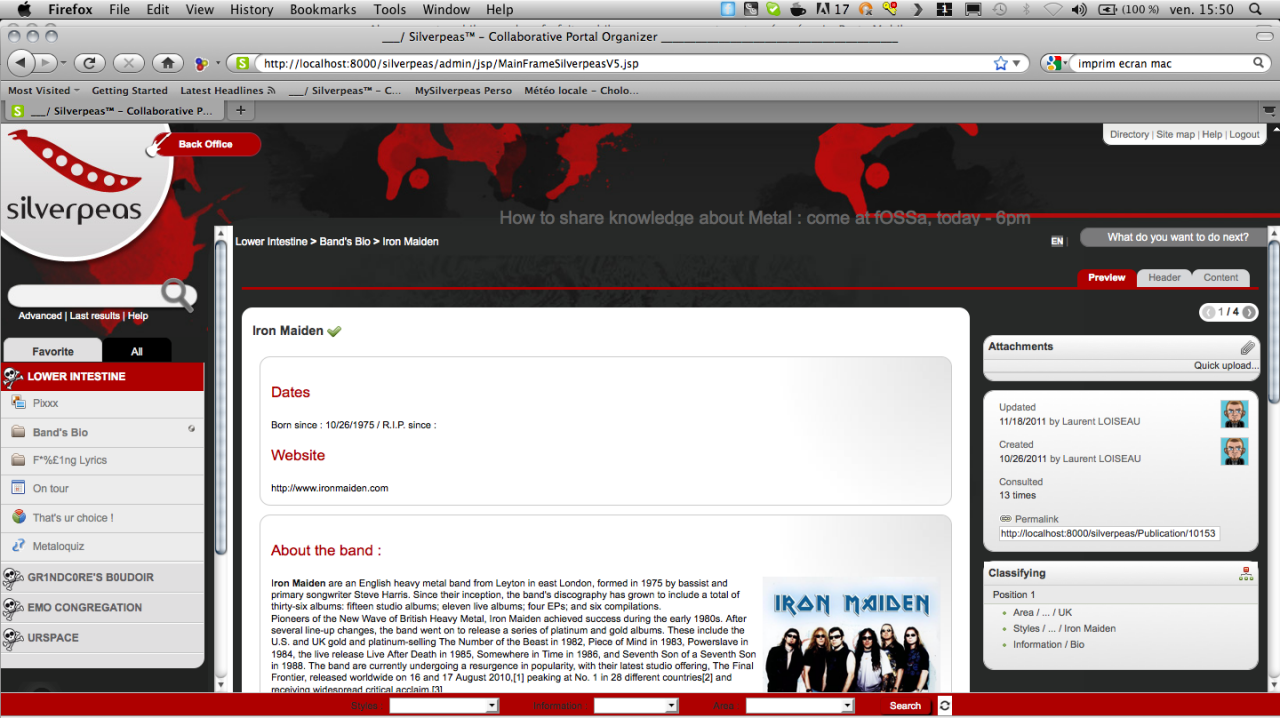 Firefox File Edit View History Bookmarks Tools Window Help 17 (100 %) ven. 15:50
___/ Silverpeas™ - Collaborative Portal Organizer
http://localhost:8000/silverpeas/admin/jsp/MainFrameSilverpeasV5.jsp
imprim ecran mac
Most Visited Getting Started Latest Headlines ___/ Silverpeas™ - C... MySilverpeas Perso Météo locale - Cholo...
___/ Silverpeas™ - Collaborative P...
silverpeas
Back Office
Directory | Site map | Help | Logout
How to share knowledge about Metal : come at fOSSa, today - 6pm
Lower Intestine > Band's Bio > Iron Maiden
EN |
What do you want to do next?
Preview Header Content
Advanced | Last results | Help
Favorite All
LOWER INTESTINE
Pixxx
Band's Bio
F*%£1ng Lyrics
On tour
That's ur choice !
Metaloquiz
GR1NDC0RE'S B0UDOIR
EMO CONGREGATION
URSPACE
1 / 4
Iron Maiden
Dates
Born since : 10/26/1975 / R.I.P. since :
Website
http://www.ironmaiden.com
About the band :
Iron Maiden are an English heavy metal band from Leyton in east London, formed in 1975 by bassist and
primary songwriter Steve Harris. Since their inception, the band's discography has grown to include a total of
thirty-six albums: fifteen studio albums; eleven live albums; four EPs; and six compilations.
Pioneers of the New Wave of British Heavy Metal, Iron Maiden achieved success during the early 1980s. After
several line-up changes, the band went on to release a series of platinum and gold albums. These include the
U.S. and UK gold and platinum-selling The Number of the Beast in 1982, Piece of Mind in 1983, Powerslave in
1984, the live release Live After Death in 1985, Somewhere in Time in 1986, and Seventh Son of a Seventh Son
in 1988. The band are currently undergoing a resurgence in popularity, with their latest studio offering, The Final
Frontier, released worldwide on 16 and 17 August 2010,[1] peaking at No. 1 in 28 different countries[2] and
receiving widespread critical acclaim.[3]
IRON MAIDEN
Attachments
Quick upload...
Updated
11/18/2011 by Laurent LOISEAU
Created
10/26/2011 by Laurent LOISEAU
Consulted
13 times
Permalink
http://localhost:8000/silverpeas/Publication/10153
Classifying
Position 1
Area / ... / UK
Styles / ... / Iron Maiden
Information / Bio
Styles : Information : Area : Search